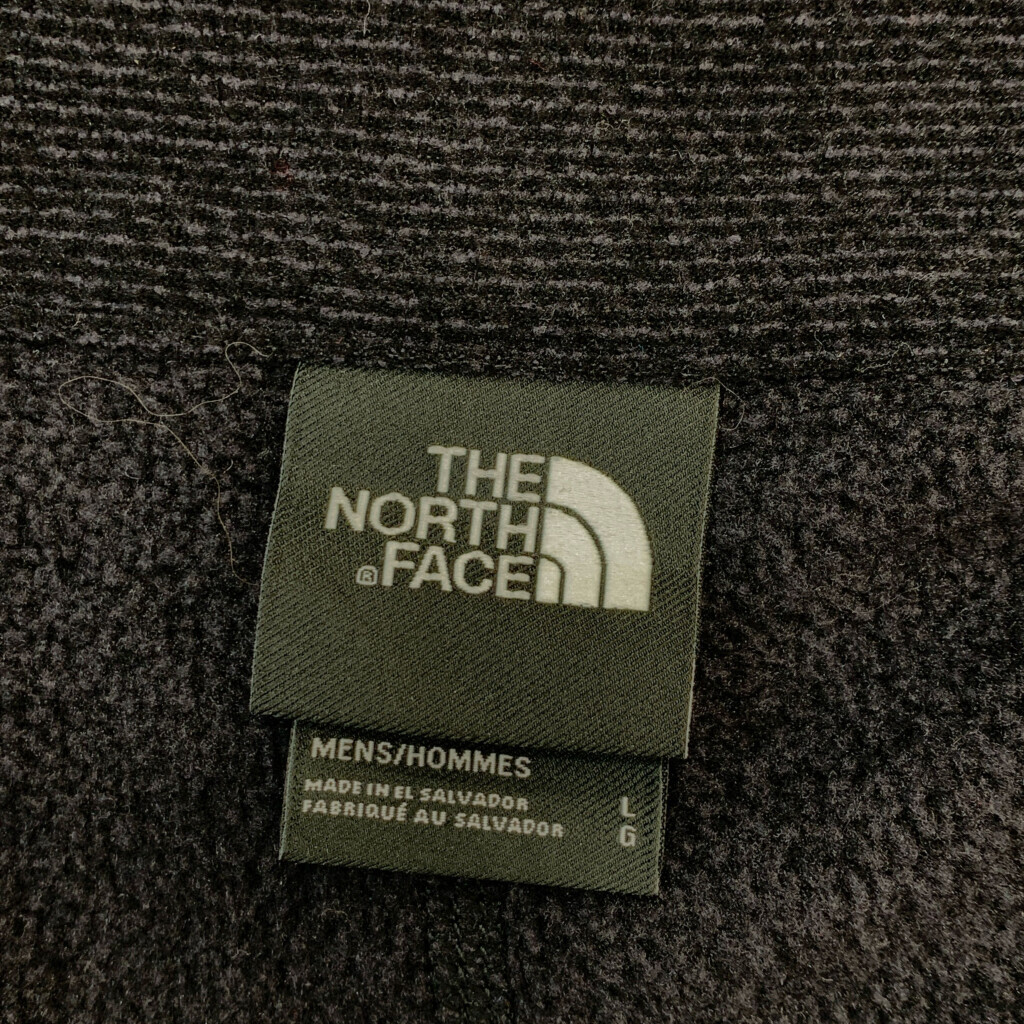 THE
NORTH
®FACE
MENS/HOMMES
MADE IN EL SALVADOR L
FABRIQUÉ AU SALVADOR G